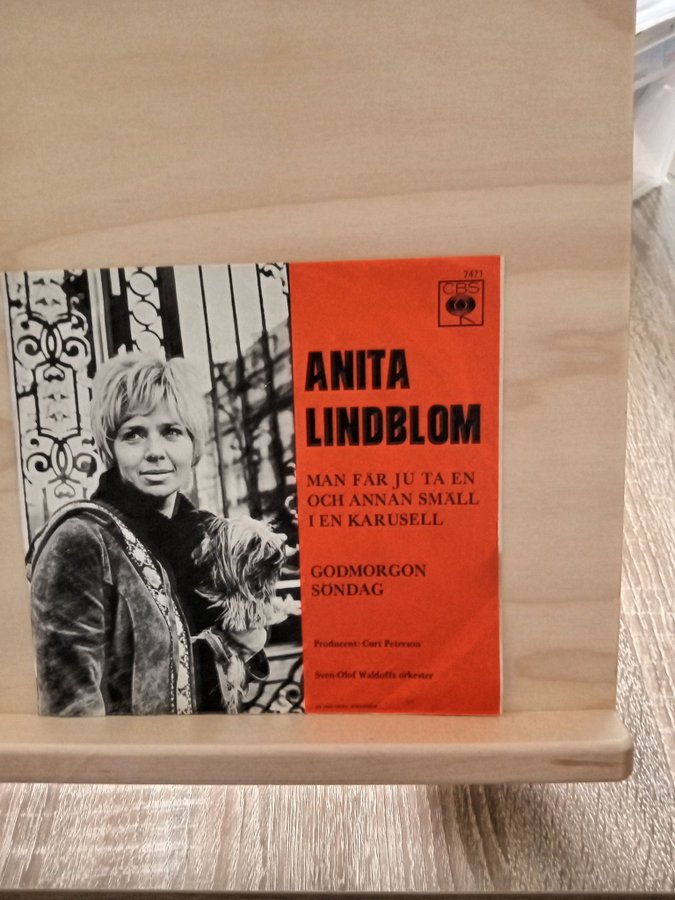 7471
CBS
ANITA
LINDBLOM
MAN FÅR JU TA EN
OCH ANNAN SMÄLL
I EN KARUSELL
GODMORGON
SÖNDAG
Producent: Curt Peterson
Sven-Olof Waldoffs orkester